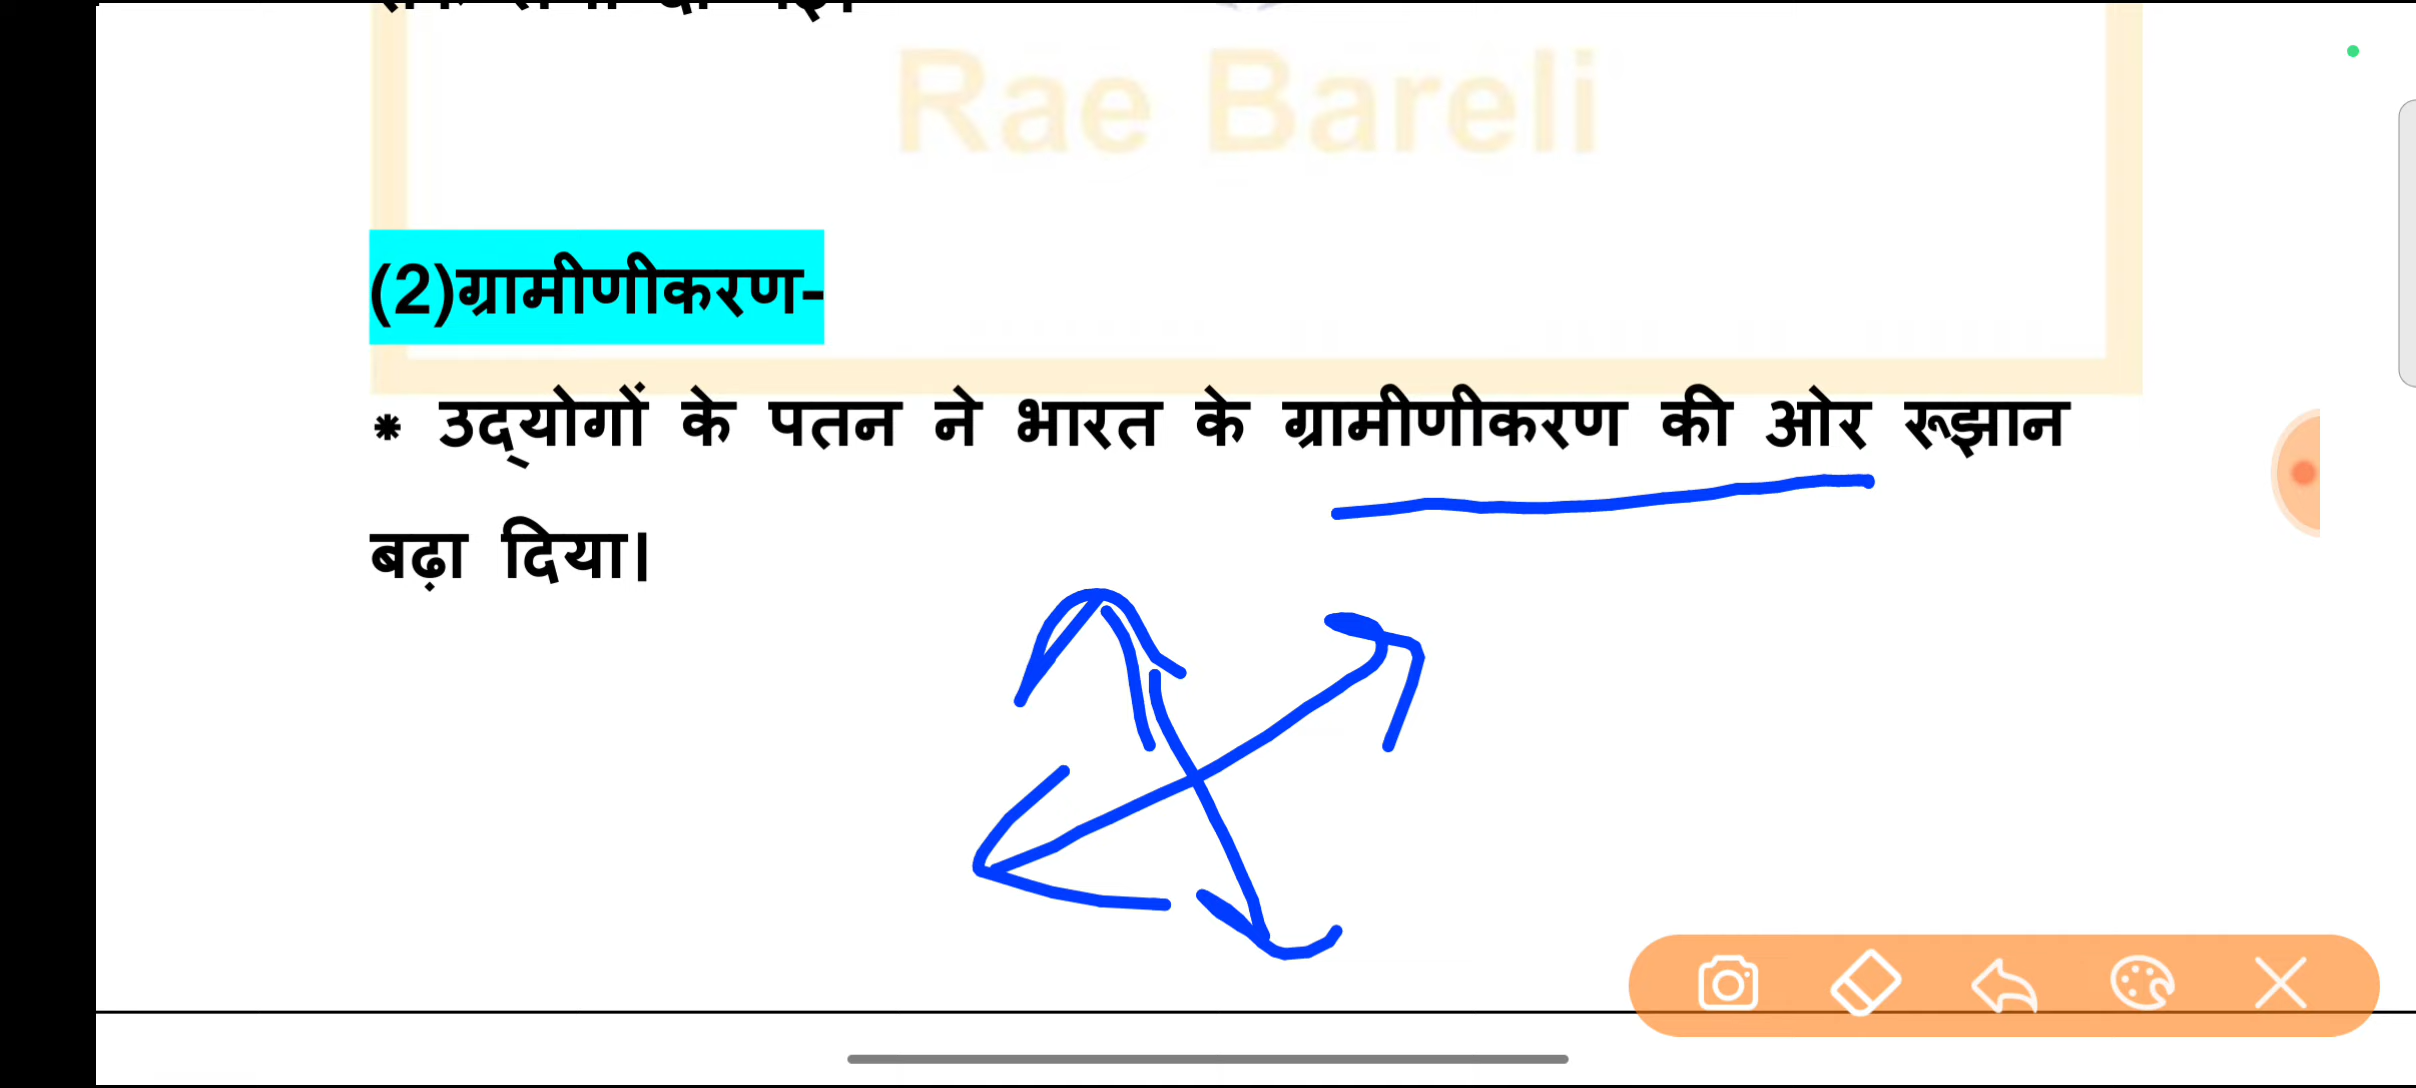 Rae Bareli
(2)ग्रामीणीकरण-
* उद्‌योगों के पतन ने भारत के ग्रामीणीकरण की ओर रूझान
बढ़ा दिया।